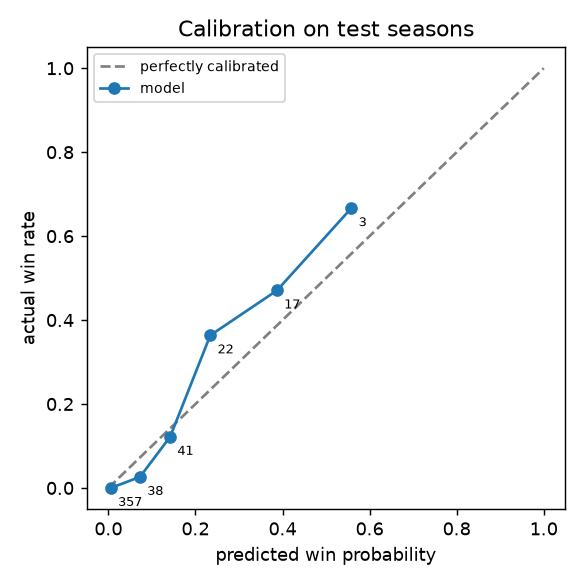 Calibration on test seasons
perfectly calibrated
model
1.0
0.8
0.6
0.4
0.2
0.0
actual win rate
3
17
22
41
38
357
0.0 0.2 0.4 0.6 0.8 1.0
predicted win probability